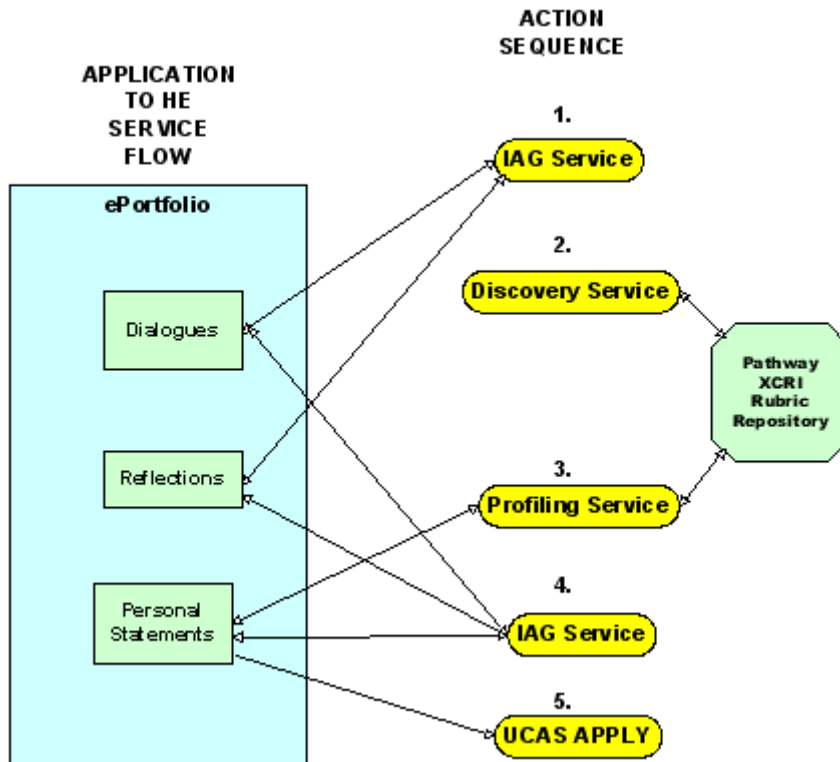 APPLICATION
TO HE
SERVICE
FLOW
ePortfolio
Dialogues
Reflections
Personal
Statements
ACTION
SEQUENCE
1.
IAG Service
2.
Discovery Service
Pathway
XCRI
Rubric
Repository
3.
Profiling Service
4.
IAG Service
5.
UCAS APPLY